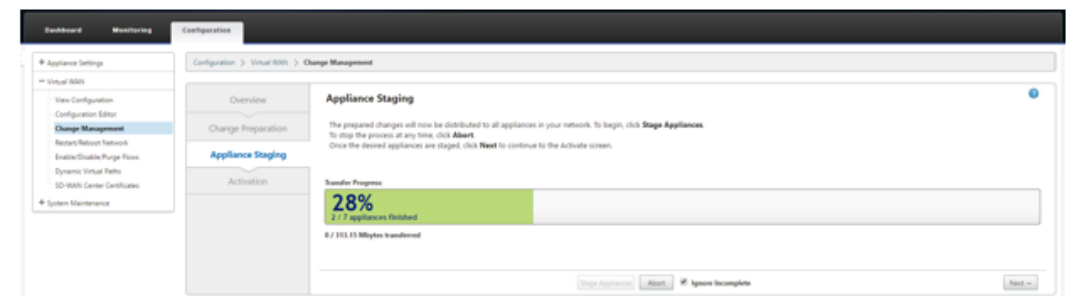 Dashboard Monitoring Configuration
+ Appliance Settings
Configuration > Virtual WAN > Change Management
− Virtual WAN
View Configuration
Configuration Editor
Change Management
Restart/Reboot Network
Enable/Disable/Purge Flows
Dynamic Virtual Paths
SD-WAN Center Certificates
+ System Maintenance
Overview
Change Preparation
Appliance Staging
Activation
Appliance Staging
The prepared changes will now be distributed to all appliances in your network. To begin, click Stage Appliances.
To stop the process at any time, click Abort.
Once the desired appliances are staged, click Next to continue to the Activate screen.
Transfer Progress
28%
2 / 7 appliances finished
0 / 313.15 Mbytes transferred
Stage Appliances Abort Ignore Incomplete Next